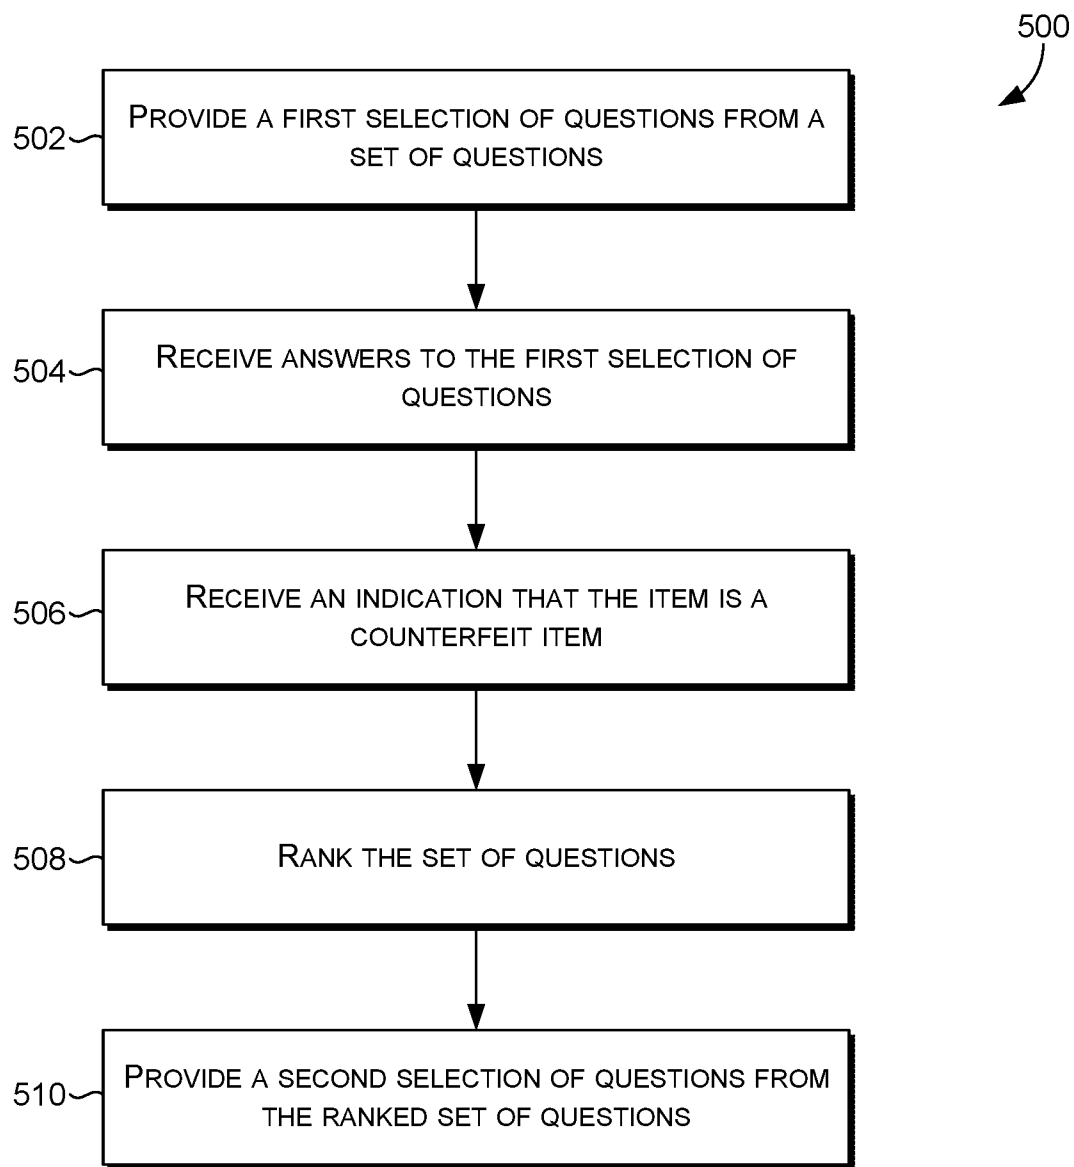 500
502
PROVIDE A FIRST SELECTION OF QUESTIONS FROM A
SET OF QUESTIONS
504
RECEIVE ANSWERS TO THE FIRST SELECTION OF
QUESTIONS
506
RECEIVE AN INDICATION THAT THE ITEM IS A
COUNTERFEIT ITEM
508
RANK THE SET OF QUESTIONS
510
PROVIDE A SECOND SELECTION OF QUESTIONS FROM
THE RANKED SET OF QUESTIONS